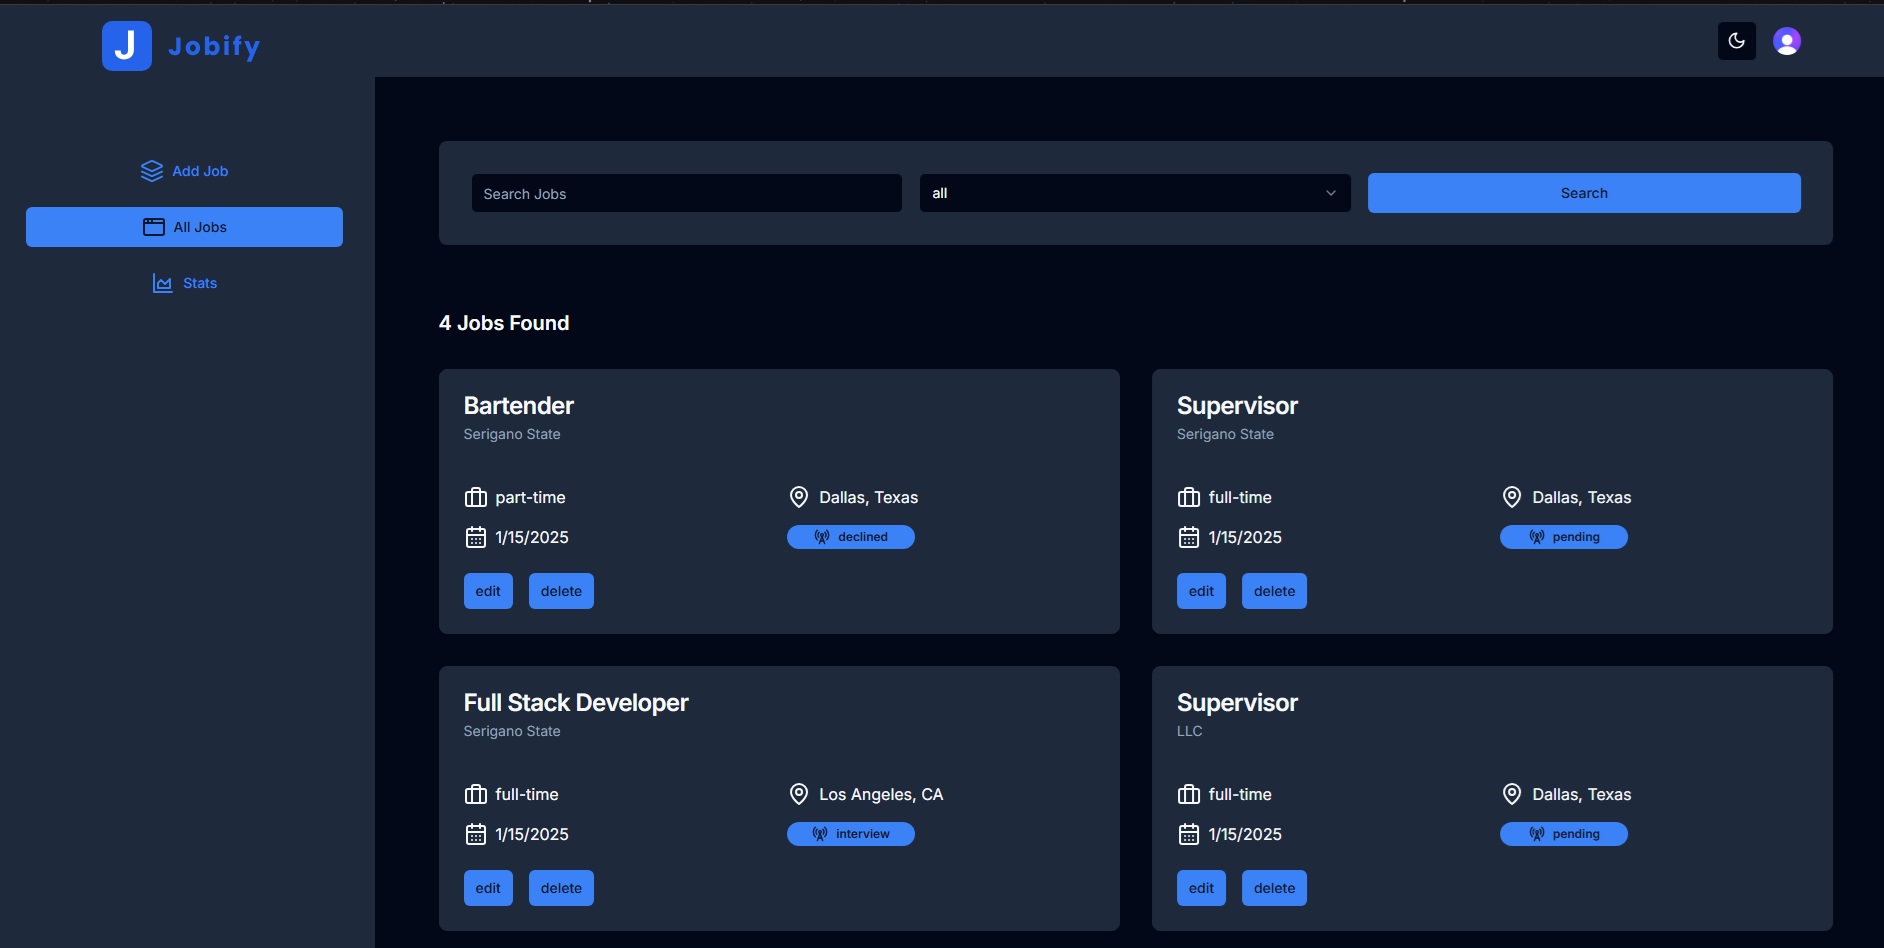 J Jobify
Add Job
All Jobs
Stats
Search Jobs
all
Search
4 Jobs Found
Bartender
Serigano State
part-time
Dallas, Texas
1/15/2025
declined
edit
delete
Supervisor
Serigano State
full-time
Dallas, Texas
1/15/2025
pending
edit
delete
Full Stack Developer
Serigano State
full-time
Los Angeles, CA
1/15/2025
interview
edit
delete
Supervisor
LLC
full-time
Dallas, Texas
1/15/2025
pending
edit
delete